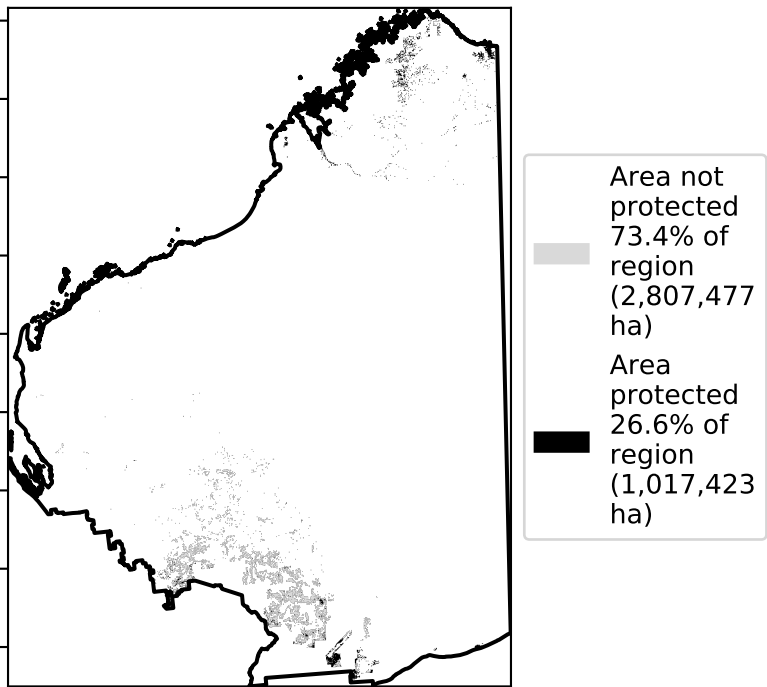 Area not
protected
73.4% of
region
(2,807,477
ha)
Area
protected
26.6% of
region
(1,017,423
ha)